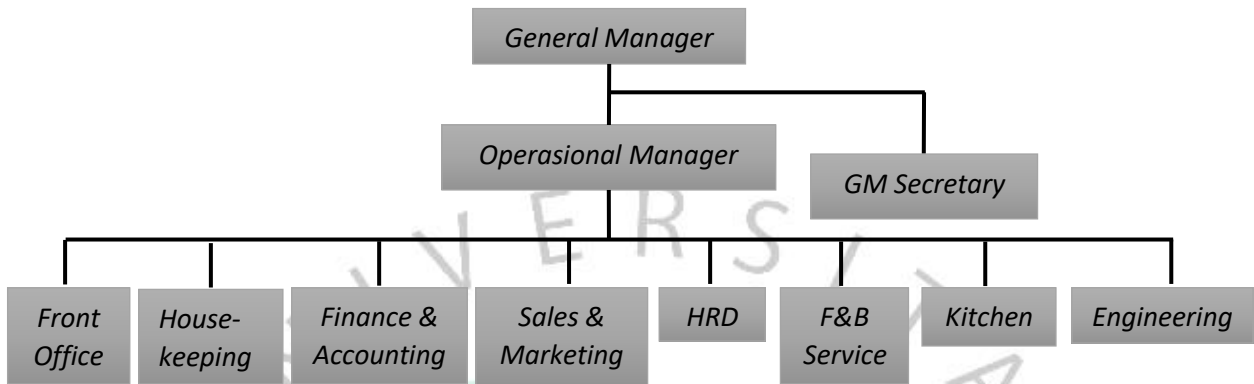 General Manager
Operasional Manager
GM Secretary
Front
Office
House-
keeping
Finance &
Accounting
Sales &
Marketing
HRD
F&B
Service
Kitchen
Engineering